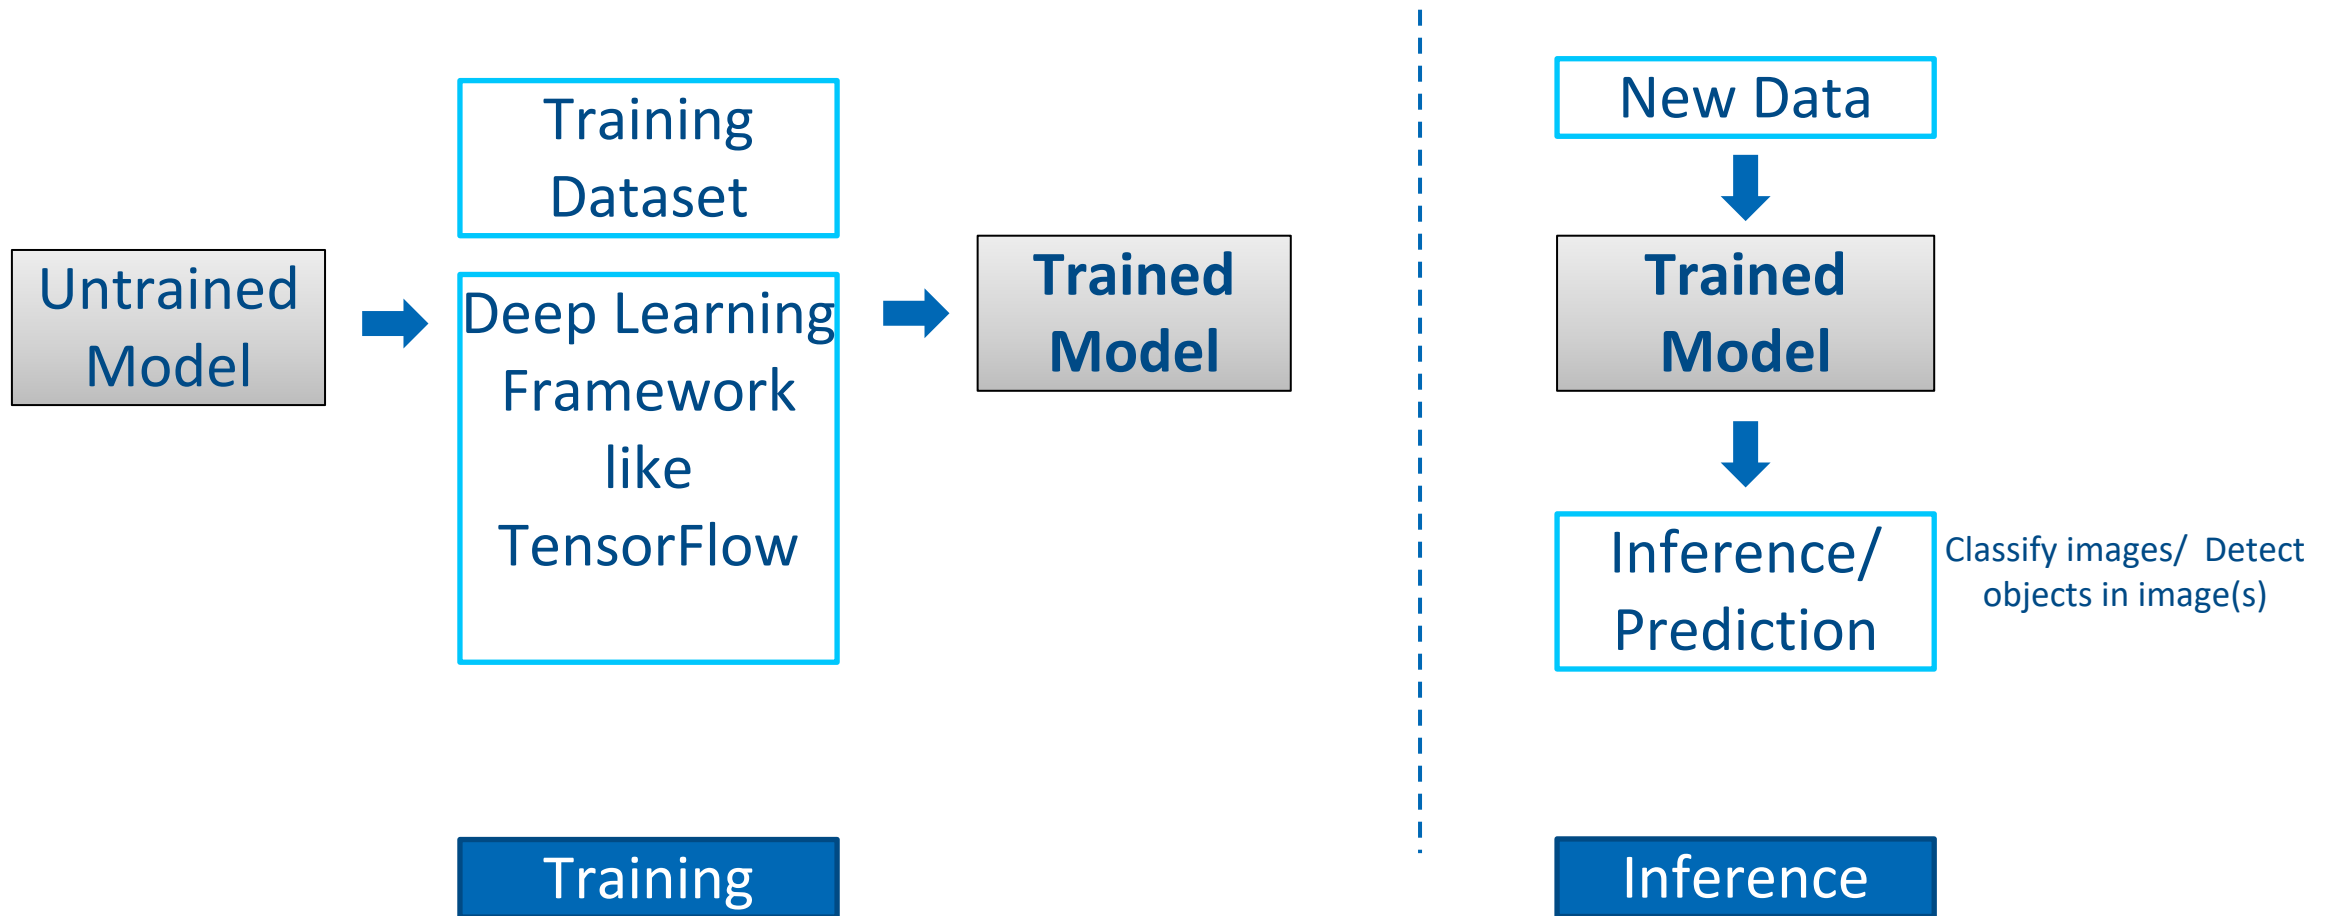 Untrained
Model
Training
Dataset
Deep Learning
Framework
like
TensorFlow
Trained
Model
Training
New Data
Trained
Model
Inference/
Prediction
Classify images/  Detect
objects in image(s)
Inference